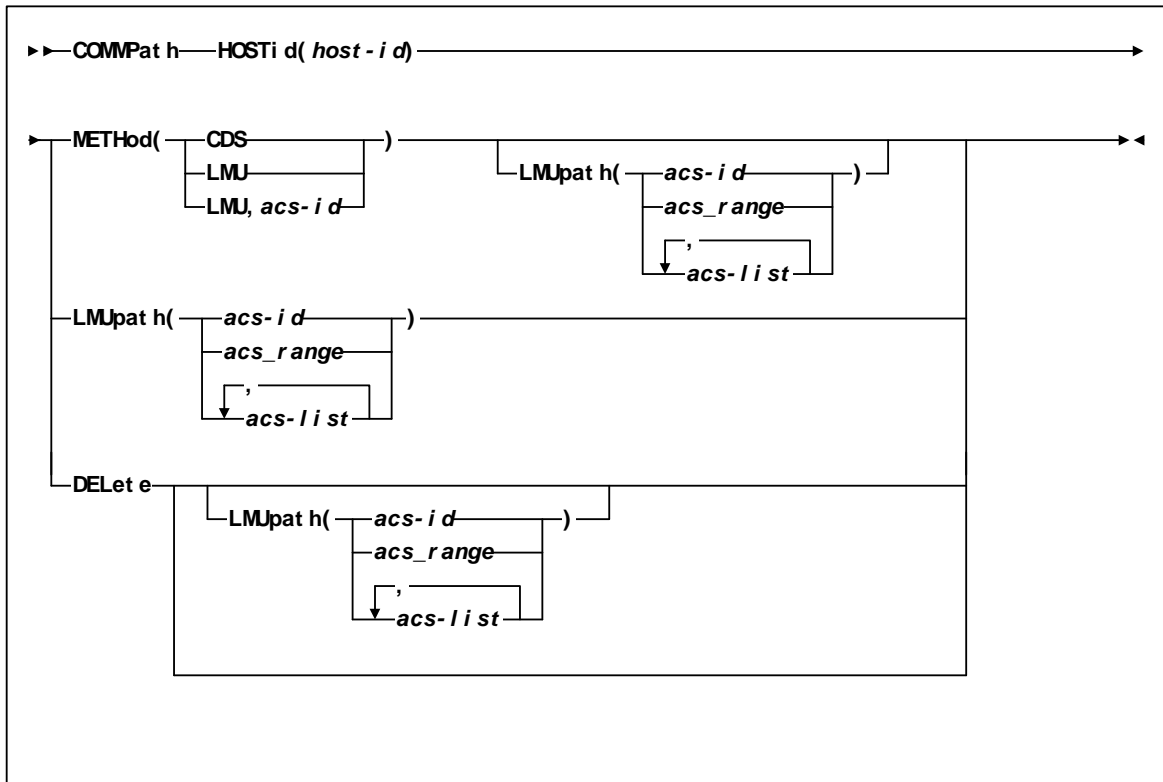 COMMPath HOSTid(host-id)
METHod( CDS )
LMU
LMU, acs-id
LMUpath( acs-id )
acs_range
,
acs-list
LMUpath( acs-id )
acs_range
,
acs-list
DELete
LMUpath( acs-id )
acs_range
,
acs-list